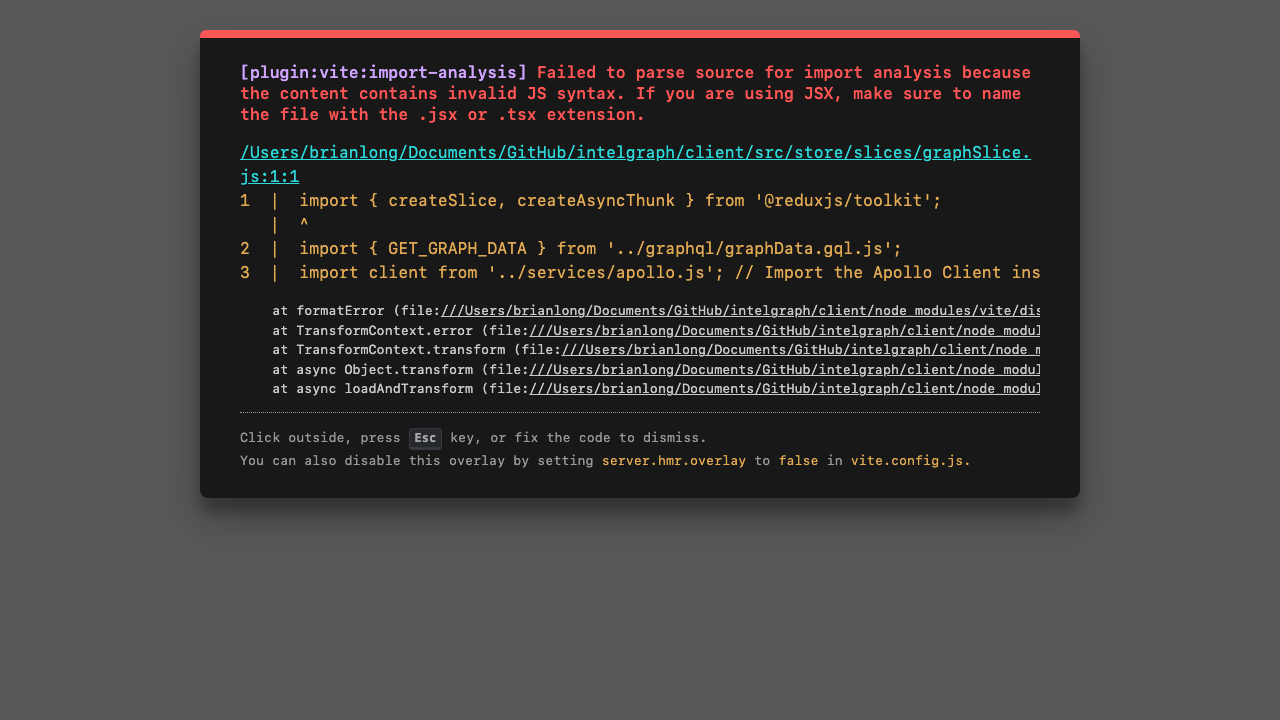 [plugin:vite:import-analysis] Failed to parse source for import analysis because
the content contains invalid JS syntax. If you are using JSX, make sure to name
the file with the .jsx or .tsx extension.
/Users/brianlong/Documents/GitHub/intelgraph/client/src/store/slices/graphSlice.
js:1:1
1  |  import { createSlice, createAsyncThunk } from '@reduxjs/toolkit';
   |  ^
2  |  import { GET_GRAPH_DATA } from '../graphql/graphData.gql.js';
3  |  import client from '../services/apollo.js'; // Import the Apollo Client ins
    at formatError (file:///Users/brianlong/Documents/GitHub/intelgraph/client/node_modules/vite/dis
    at TransformContext.error (file:///Users/brianlong/Documents/GitHub/intelgraph/client/node_modul
    at TransformContext.transform (file:///Users/brianlong/Documents/GitHub/intelgraph/client/node_m
    at async Object.transform (file:///Users/brianlong/Documents/GitHub/intelgraph/client/node_modul
    at async loadAndTransform (file:///Users/brianlong/Documents/GitHub/intelgraph/client/node_modul
Click outside, press Esc key, or fix the code to dismiss.
You can also disable this overlay by setting server.hmr.overlay to false in vite.config.js.